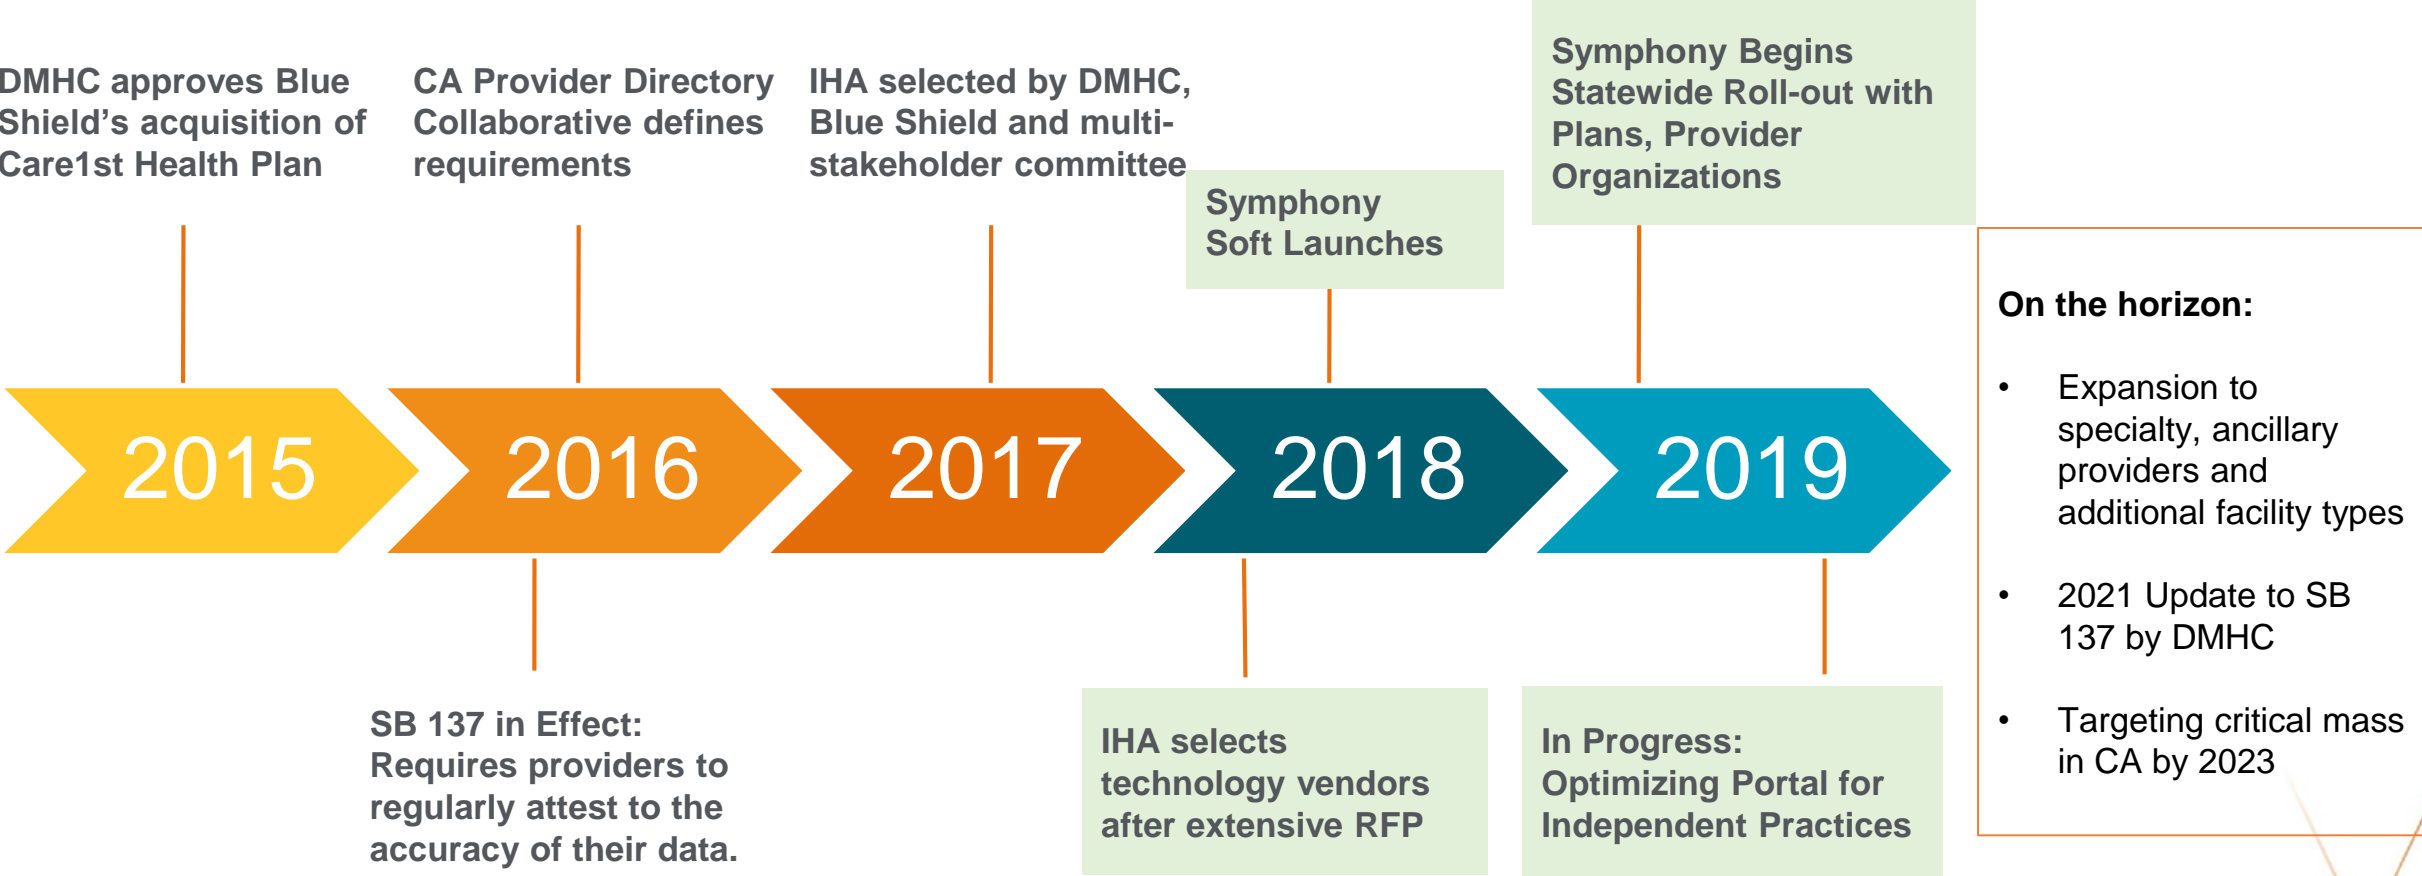 DMHC approves Blue
Shield's acquisition of
Care1st Health Plan
CA Provider Directory
Collaborative defines
requirements
IHA selected by DMHC,
Blue Shield and multi-
stakeholder committee
Symphony
Soft Launches
Symphony Begins
Statewide Roll-out with
Plans, Provider
Organizations
2015
2016
2017
2018
2019
SB 137 in Effect:
Requires providers to
regularly attest to the
accuracy of their data.
IHA selects
technology vendors
after extensive RFP
In Progress:
Optimizing Portal for
Independent Practices
On the horizon:
• Expansion to
specialty, ancillary
providers and
additional facility types
• 2021 Update to SB
137 by DMHC
• Targeting critical mass
in CA by 2023